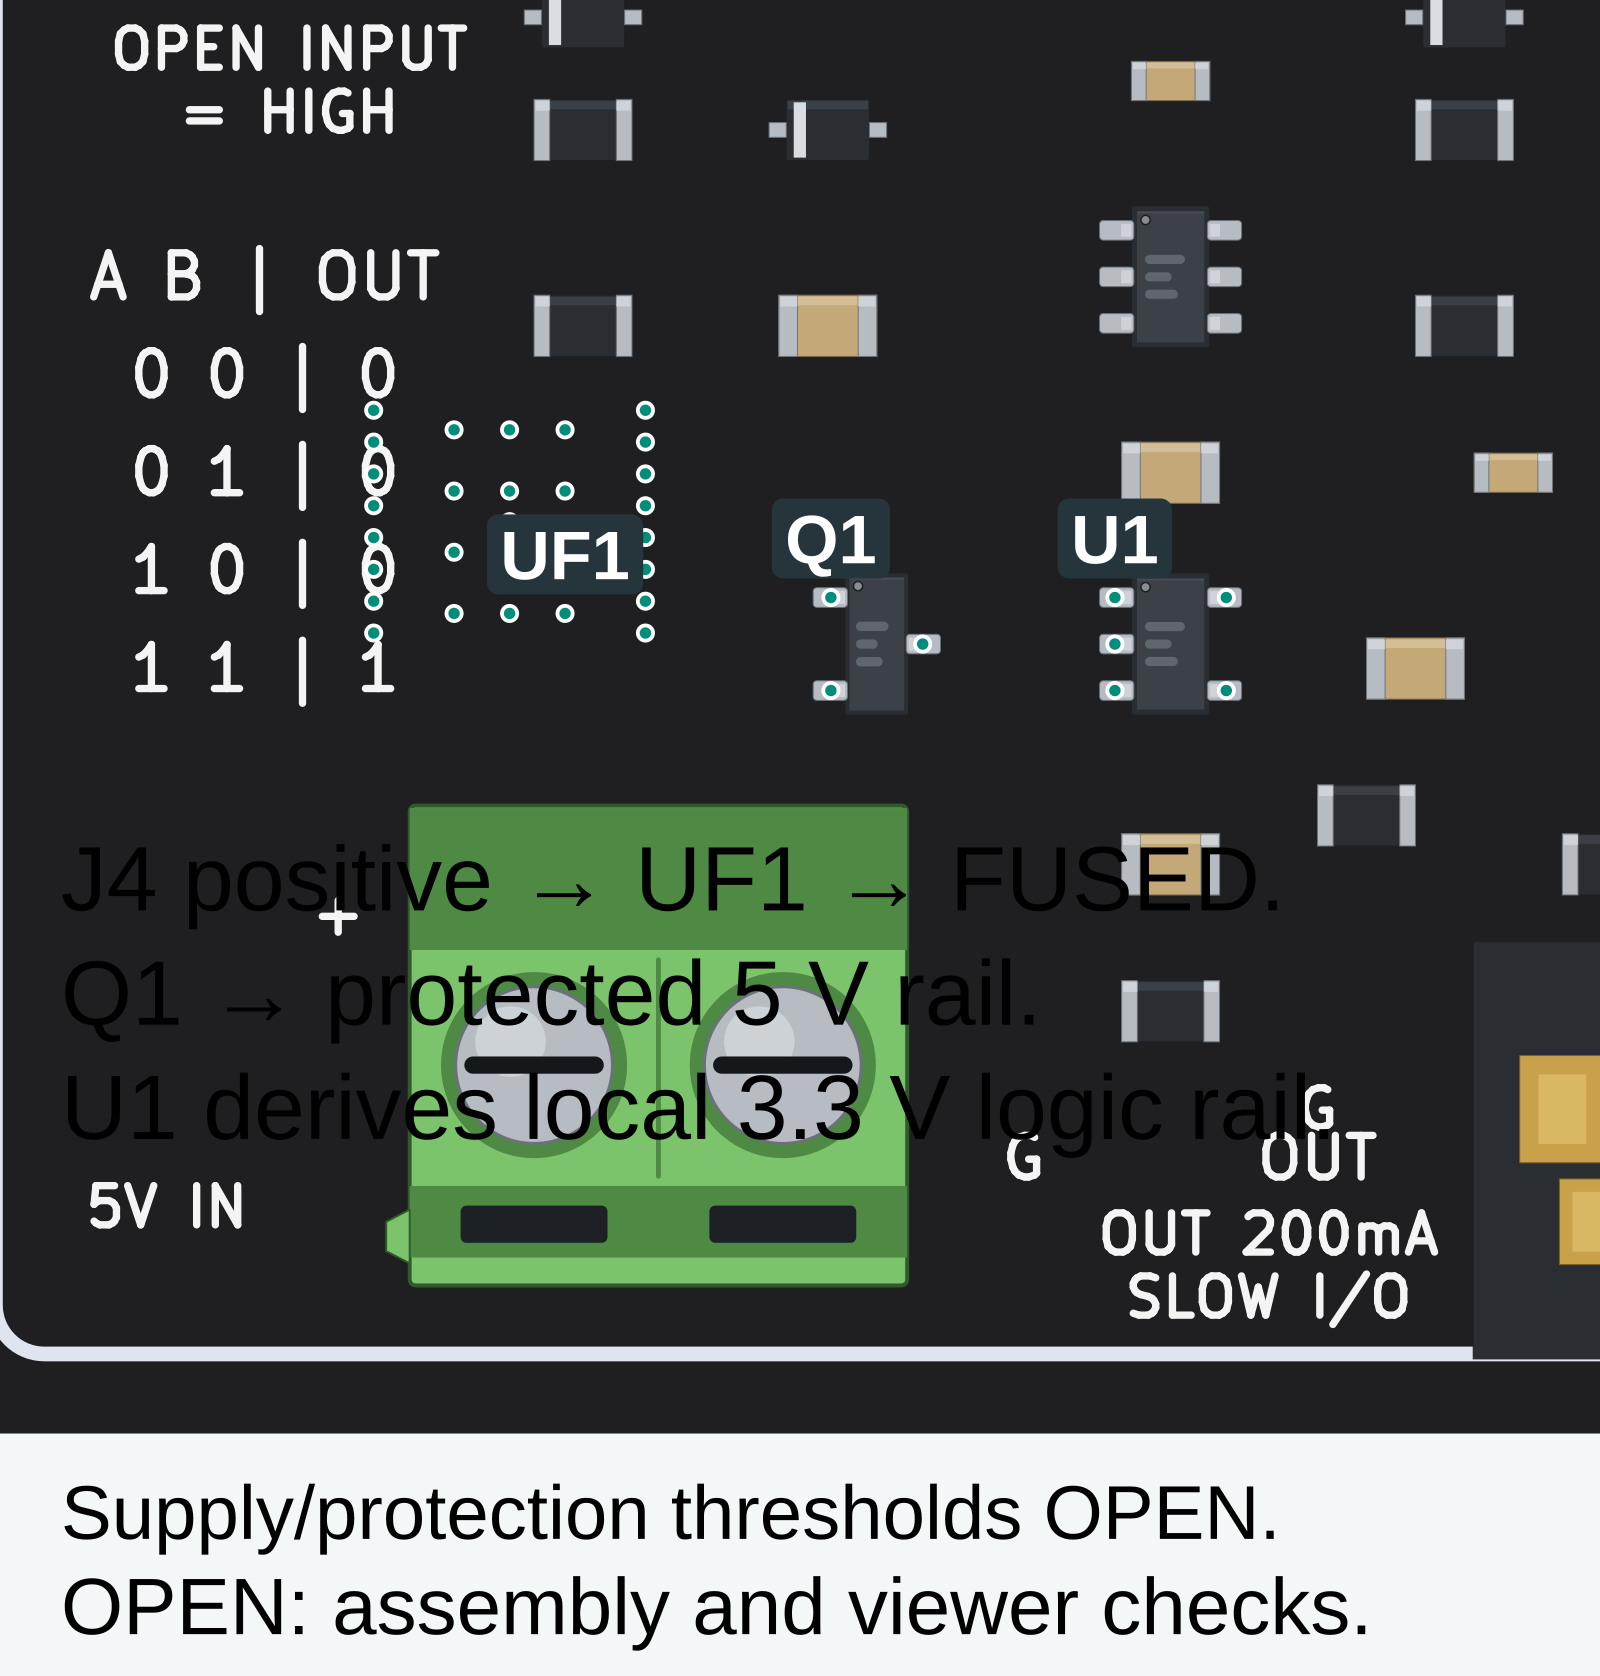 OPEN INPUT
= HIGH
A B | OUT
0 0 | 0
0 1 | 0
1 0 | 0
1 1 | 1
UF1
Q1
U1
J4 positive → UF1 → FUSED.
+
Q1 → protected 5 V rail.
U1 derives local 3.3 V logic rail.
G
G
OUT
5V IN
OUT 200mA
SLOW I/O
Supply/protection thresholds OPEN.
OPEN: assembly and viewer checks.